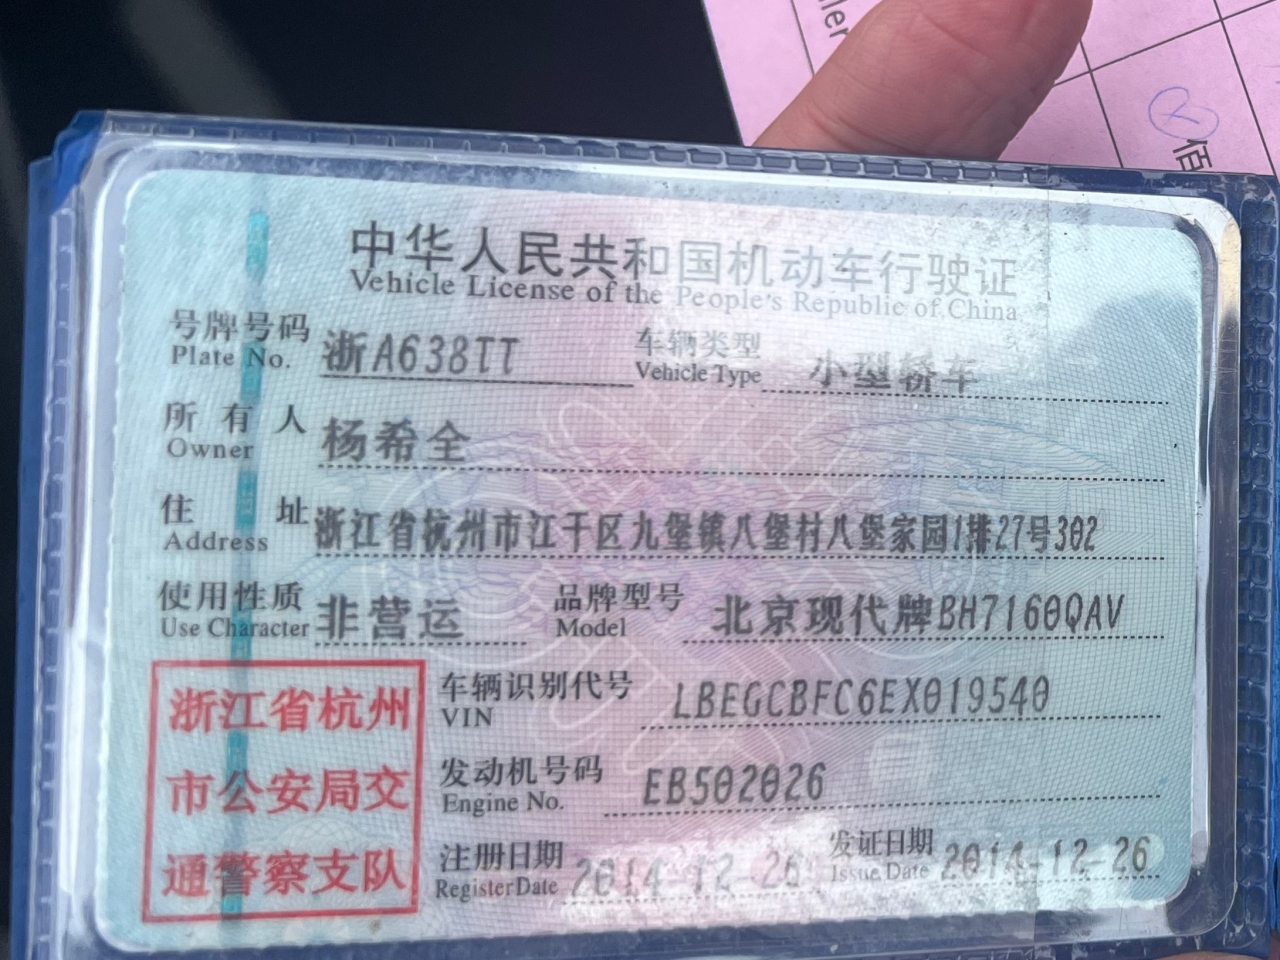 中华人民共和国机动车行驶证
Vehicle License of the People's Republic of China
号牌号码 浙A638TT 车辆类型 小型轿车
Plate No. Vehicle Type
所有人 杨希全
Owner
住址 浙江省杭州市江干区九堡镇八堡村八堡家园1排27号302
Address
使用性质 非营运 品牌型号 北京现代牌BH7160QAV
Use Character Model
浙江省杭州
市公安局交
通警察支队
车辆识别代号 LBEGCBFC6EX019540
VIN
发动机号码 EB502026
Engine No.
注册日期 2014-12-26 发证日期 2014-12-26
Register Date Issue Date
佰